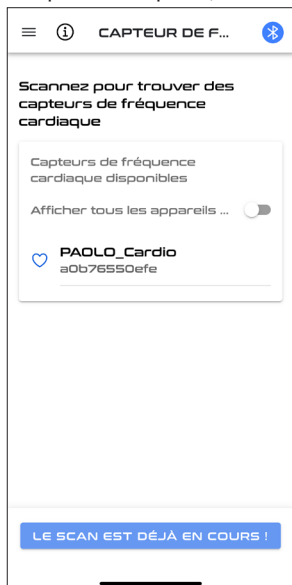 CAPTEUR DE F...
Scannez pour trouver des
capteurs de fréquence
cardiaque
Capteurs de fréquence
cardiaque disponibles
Afficher tous les appareils ...
PAOLO_Cardio
a0b76550efe
LE SCAN EST DÉJÀ EN COURS !